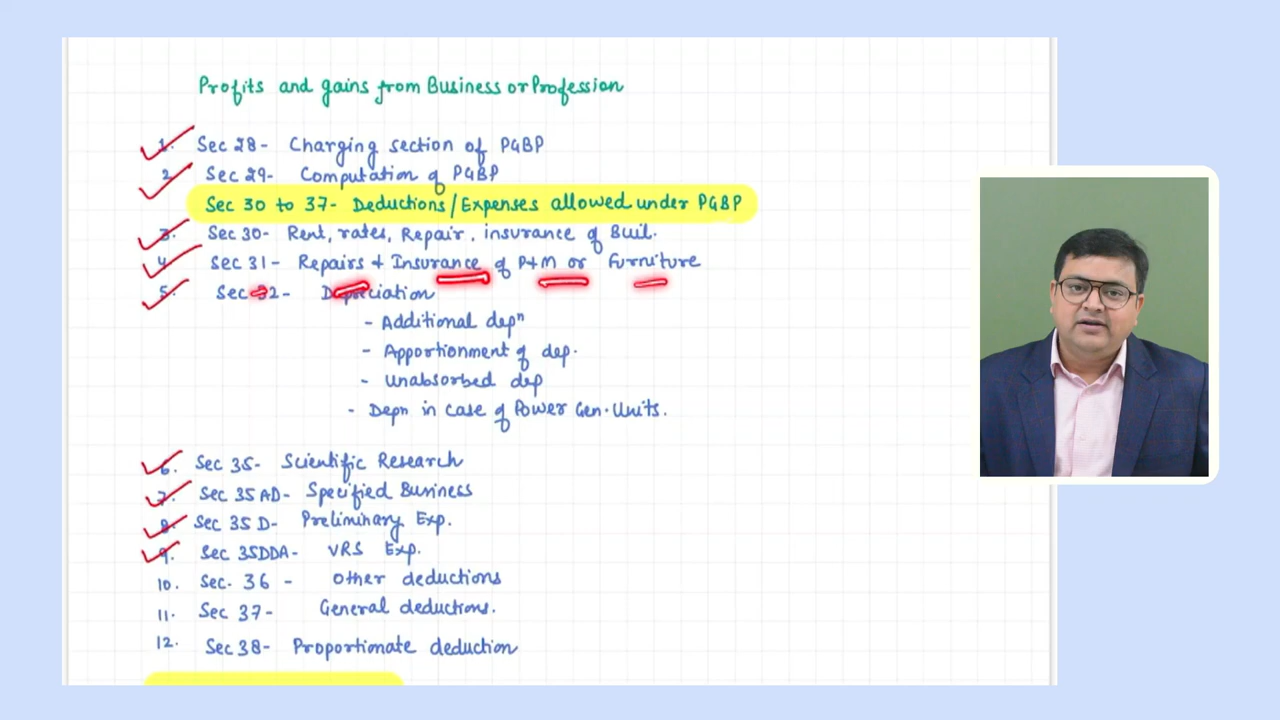 Profits and gains from Business or Profession
1. Sec 28- Charging section of PGBP
2. Sec 29- Computation of PGBP
Sec 30 to 37- Deductions/Expenses allowed under PGBP
3. Sec 30- Rent, rates, Repair, insurance of Buil.
4. Sec 31- Repairs + Insurance of P+M or Furniture
5. Sec 32- Depreciation
- Additional depⁿ
- Apportionment of dep.
- Unabsorbed dep
- Depn in case of Power Gen. Units.
6. Sec 35- Scientific Research
7. Sec 35 AD- Specified Business
8. Sec 35 D- Preliminary Exp.
9. Sec 35DDA- VRS Exp.
10. Sec. 36 - Other deductions
11. Sec 37- General deductions.
12. Sec 38- Proportionate deduction